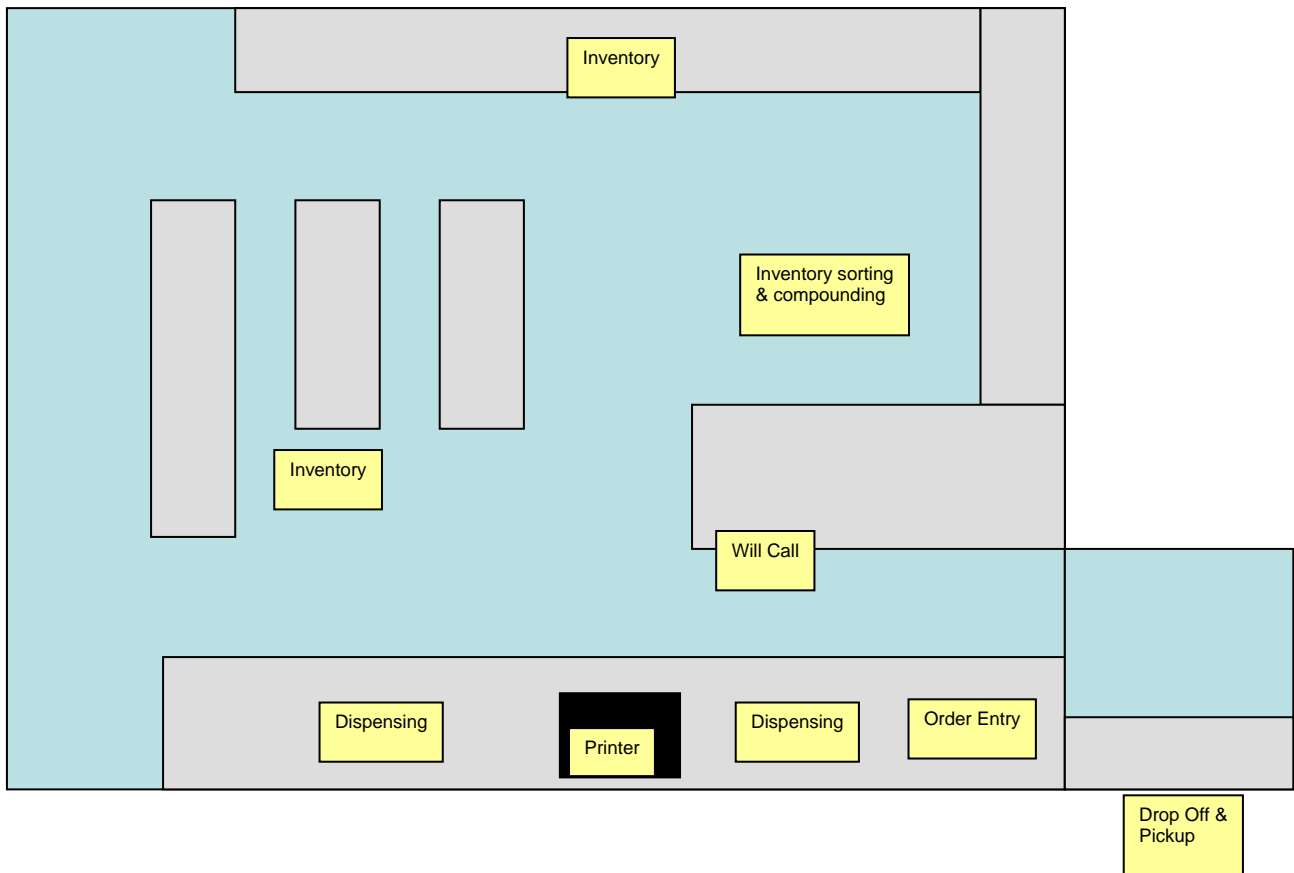 Inventory
Inventory sorting
& compounding
Inventory
Will Call
Dispensing
Printer
Dispensing
Order Entry
Drop Off &
Pickup